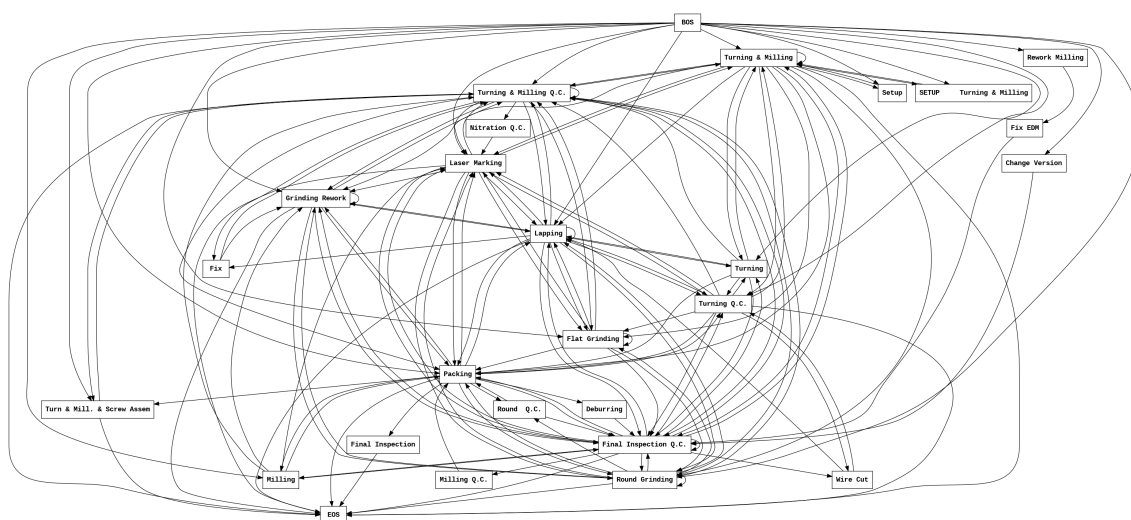 BOS
Turning & Milling
Rework Milling
Turning & Milling Q.C.
Setup
SETUP Turning & Milling
Nitration Q.C.
Fix EDM
Laser Marking
Change Version
Grinding Rework
Lapping
Fix
Turning
Turning Q.C.
Flat Grinding
Packing
Turn & Mill. & Screw Assem
Round Q.C.
Deburring
Final Inspection
Final Inspection Q.C.
Milling
Milling Q.C.
Round Grinding
Wire Cut
EOS